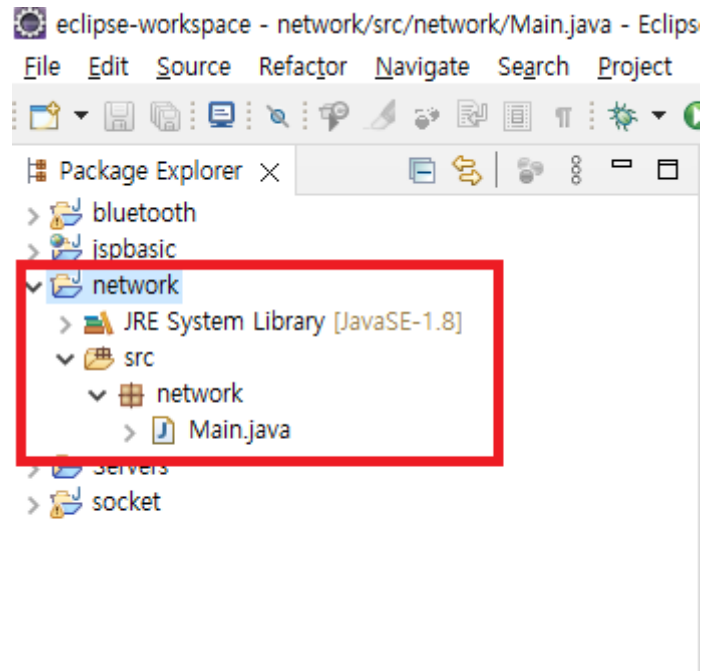 eclipse-workspace - network/src/network/Main.java - Eclips
File Edit Source Refactor Navigate Search Project
Package Explorer
bluetooth
jspbasic
network
JRE System Library [JavaSE-1.8]
src
network
Main.java
Servers
socket